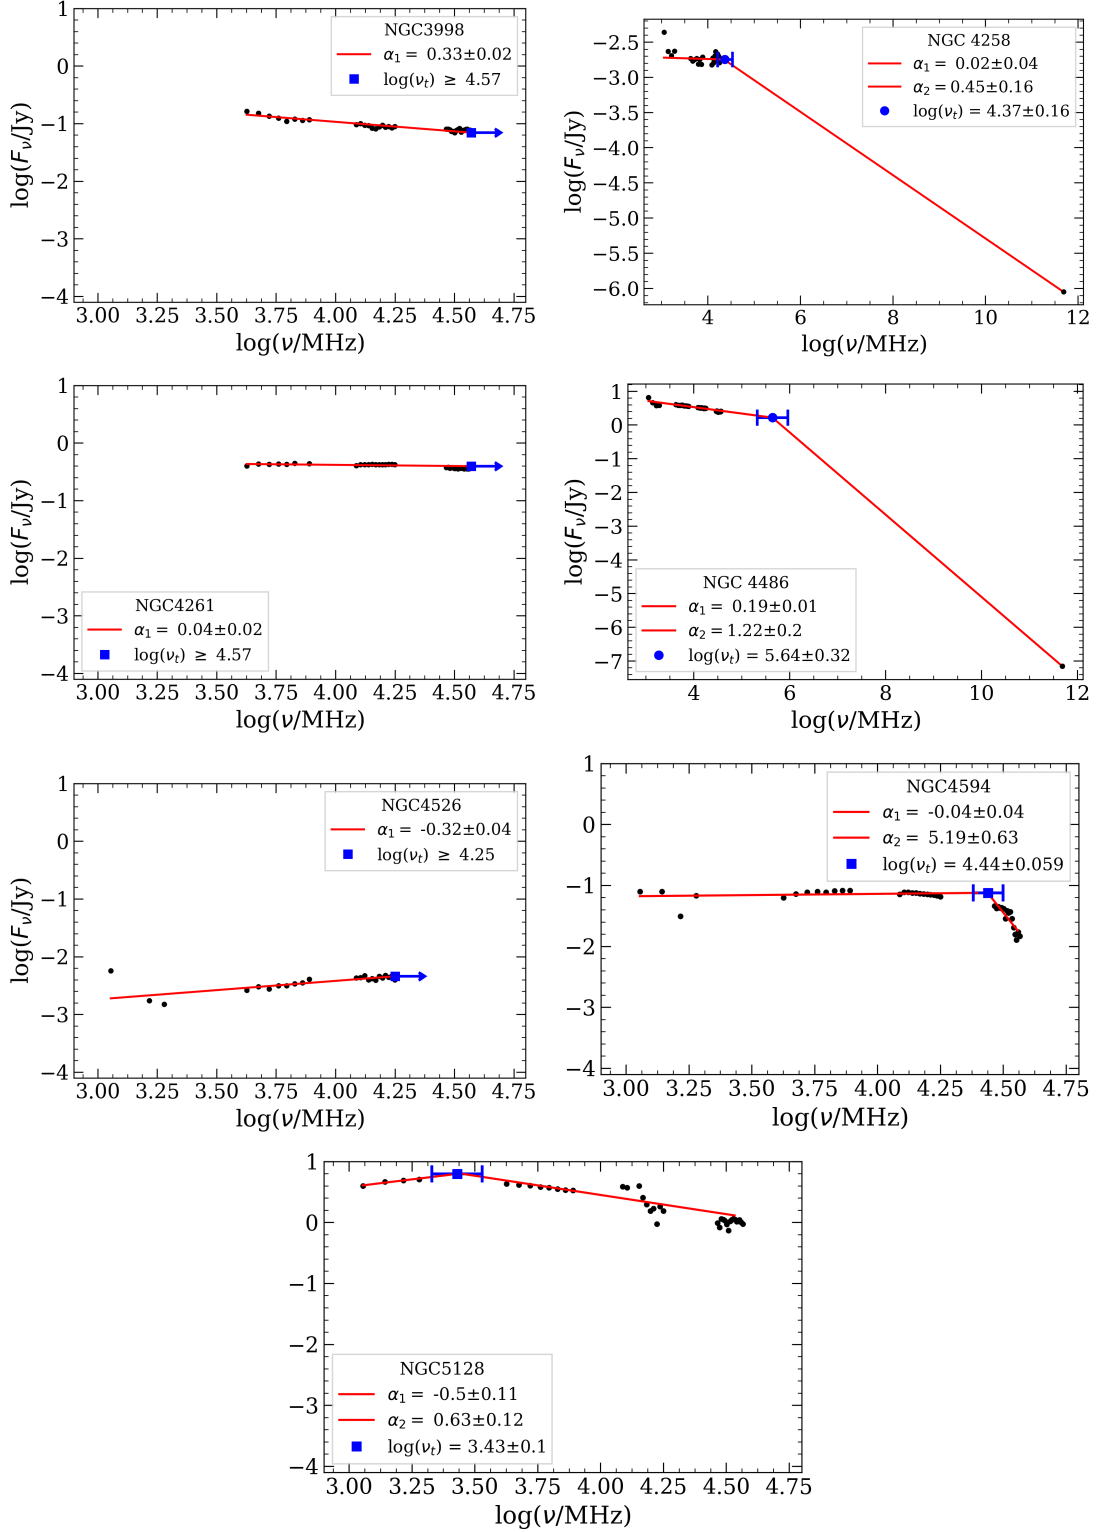 NGC3998
α₁ = 0.33±0.02
log(νₜ) ≥ 4.57
1
0
−1
−2
−3
−4
log(Fᵥ/Jy)
3.00 3.25 3.50 3.75 4.00 4.25 4.50 4.75
log(ν/MHz)
NGC 4258
α₁ = 0.02±0.04
α₂ = 0.45±0.16
log(νₜ) = 4.37±0.16
−2.5
−3.0
−3.5
−4.0
−4.5
−5.0
−5.5
−6.0
log(Fᵥ/Jy)
4 6 8 10 12
log(ν/MHz)
1
0
−1
−2
−3
−4
log(Fᵥ/Jy)
NGC4261
α₁ = 0.04±0.02
log(νₜ) ≥ 4.57
3.00 3.25 3.50 3.75 4.00 4.25 4.50 4.75
log(ν/MHz)
1
0
−1
−2
−3
−4
−5
−6
−7
log(Fᵥ/Jy)
NGC 4486
α₁ = 0.19±0.01
α₂ = 1.22±0.2
log(νₜ) = 5.64±0.32
4 6 8 10 12
log(ν/MHz)
NGC4526
α₁ = -0.32±0.04
log(νₜ) ≥ 4.25
1
0
−1
−2
−3
−4
log(Fᵥ/Jy)
3.00 3.25 3.50 3.75 4.00 4.25 4.50 4.75
log(ν/MHz)
NGC4594
α₁ = -0.04±0.04
α₂ = 5.19±0.63
log(νₜ) = 4.44±0.059
1
0
−1
−2
−3
−4
log(Fᵥ/Jy)
3.00 3.25 3.50 3.75 4.00 4.25 4.50 4.75
log(ν/MHz)
1
0
−1
−2
−3
−4
log(Fᵥ/Jy)
NGC5128
α₁ = -0.5±0.11
α₂ = 0.63±0.12
log(νₜ) = 3.43±0.1
3.00 3.25 3.50 3.75 4.00 4.25 4.50 4.75
log(ν/MHz)